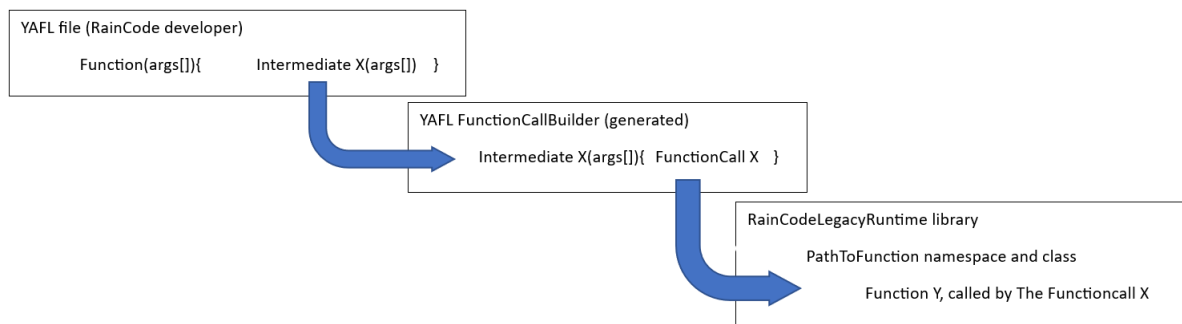 YAFL file (RainCode developer)
Function(args[]){ Intermediate X(args[]) }
YAFL FunctionCallBuilder (generated)
Intermediate X(args[]){ FunctionCall X }
RainCodeLegacyRuntime library
PathToFunction namespace and class
Function Y, called by The Functioncall X